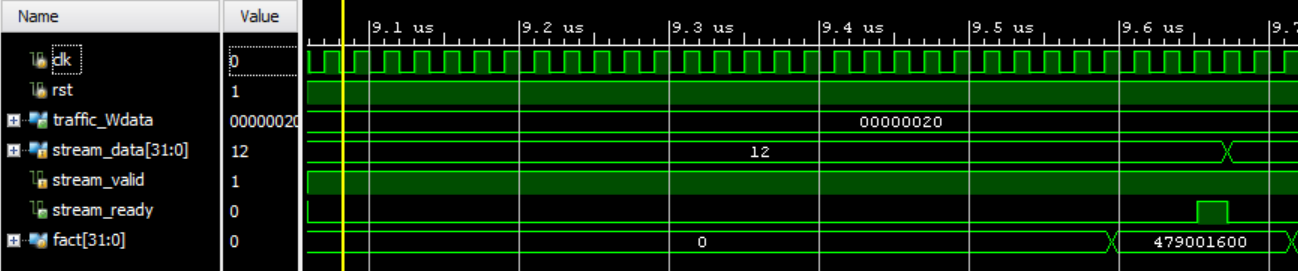 Name Value 9.1 us 9.2 us 9.3 us 9.4 us 9.5 us 9.6 us 9.7
clk 0
rst 1
traffic_Wdata 00000020 00000020
stream_data[31:0] 12 12
stream_valid 1
stream_ready 0
fact[31:0] 0 0 479001600